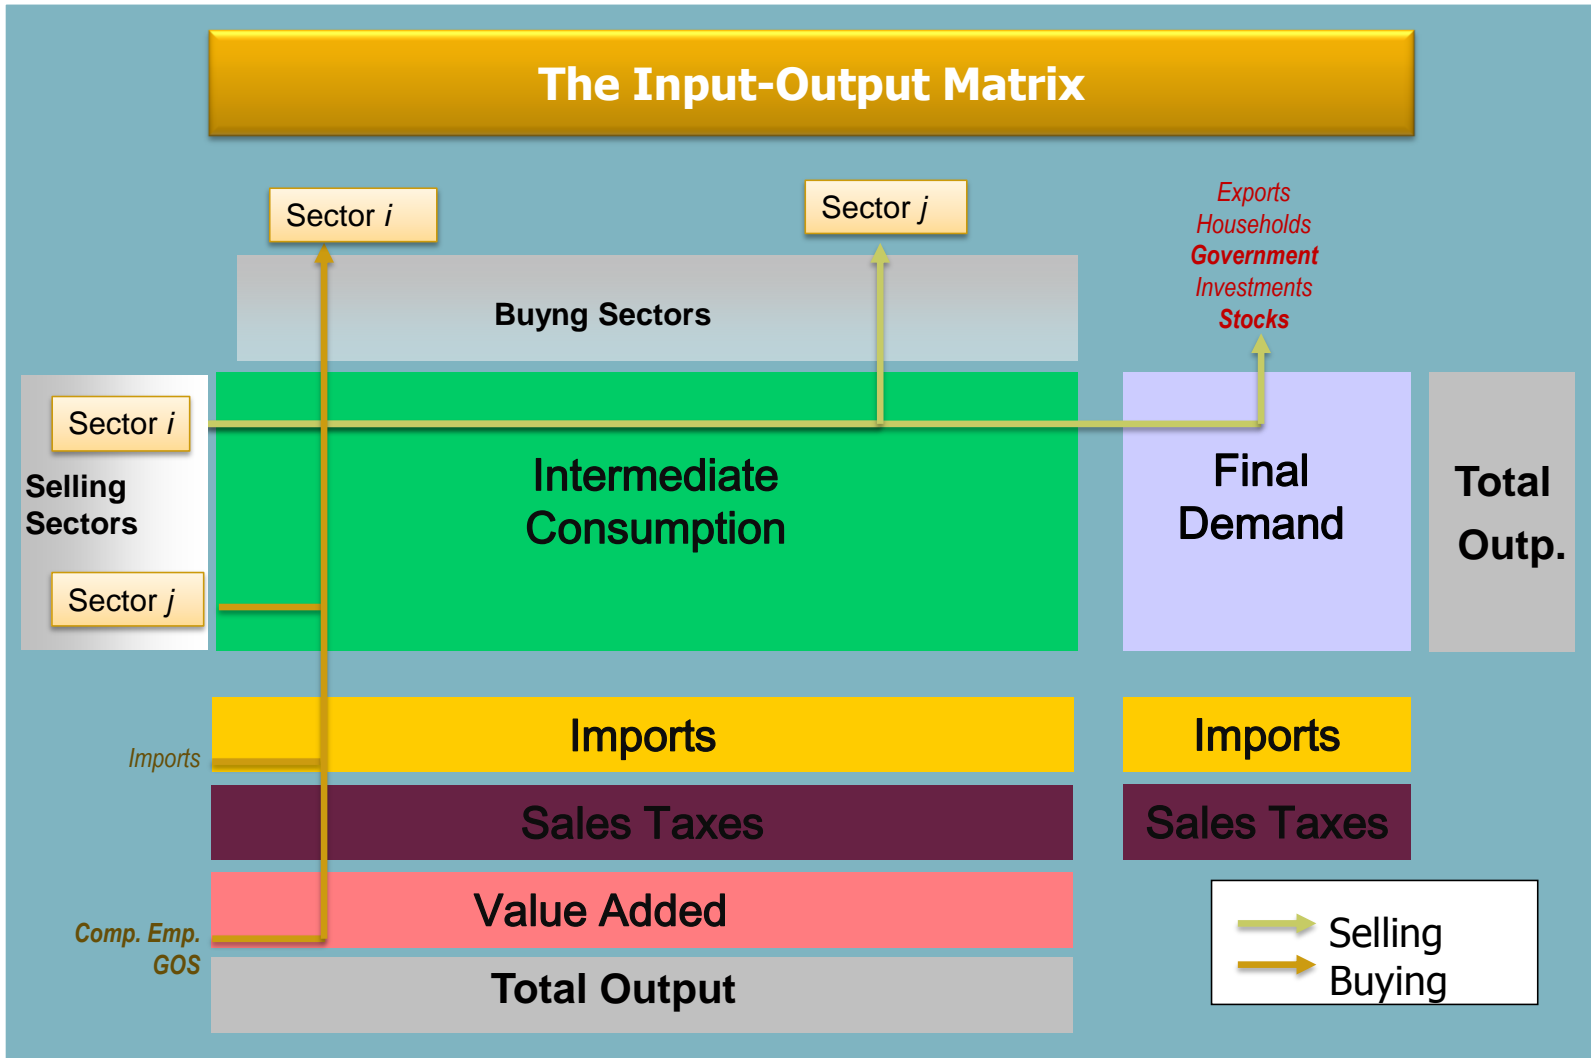 The Input-Output Matrix
Sector i
Sector j
Exports
Households
Government
Investments
Stocks
Buyng Sectors
Sector i
Selling
Sectors
Sector j
Intermediate
Consumption
Final
Demand
Total
Outp.
Imports
Imports
Imports
Sales Taxes
Sales Taxes
Value Added
Comp. Emp.
GOS
Total Output
Selling
Buying